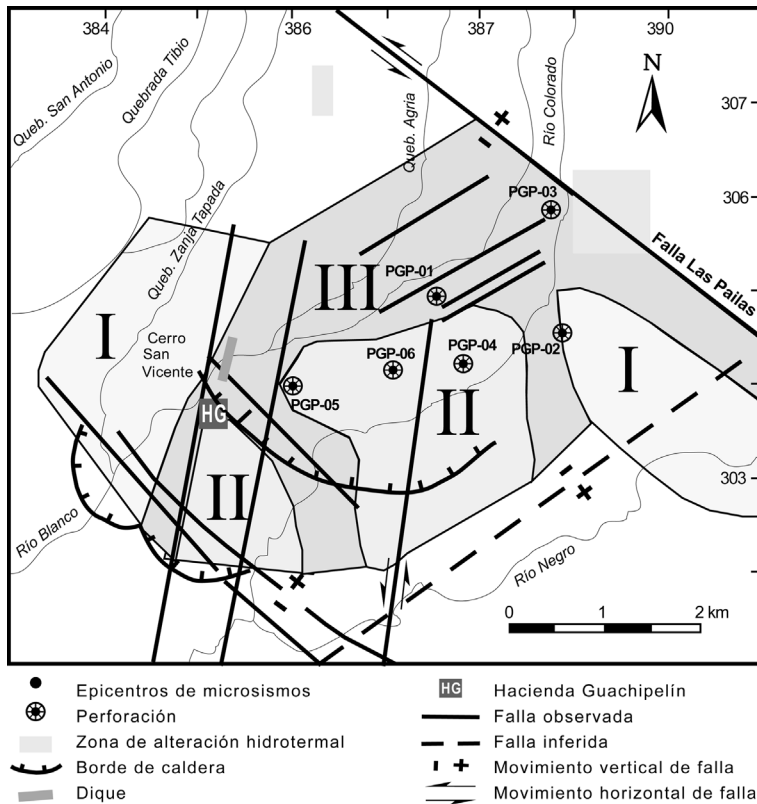 384
386
387
390
N
307
306
303
Queb. San Antonio
Quebrada Tibio
Queb. Zanja Tapada
Queb. Agria
Río Colorado
PGP-03
Falla Las Pailas
PGP-01
III
I
Cerro
San
Vicente
PGP-06
PGP-04
PGP-02
I
PGP-05
HG
II
II
Río Blanco
Río Negro
0 1 2 km
Epicentros de microsismos
Perforación
Zona de alteración hidrotermal
Borde de caldera
Dique
HG Hacienda Guachipelín
Falla observada
Falla inferida
Movimiento vertical de falla
Movimiento horizontal de falla